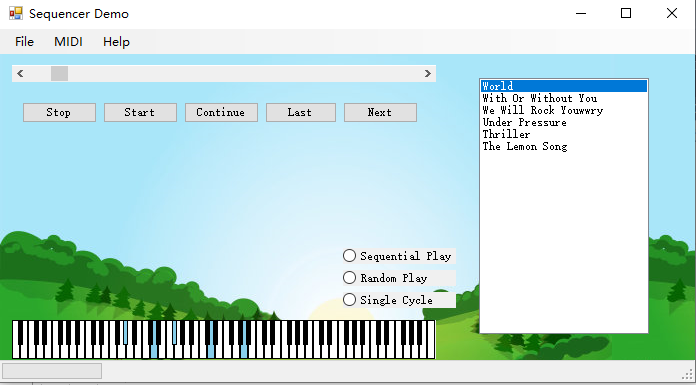 Sequencer Demo
File MIDI Help
Stop Start Continue Last Next
World
With Or Without You
We Will Rock Youwwry
Under Pressure
Thriller
The Lemon Song
Sequential Play
Random Play
Single Cycle